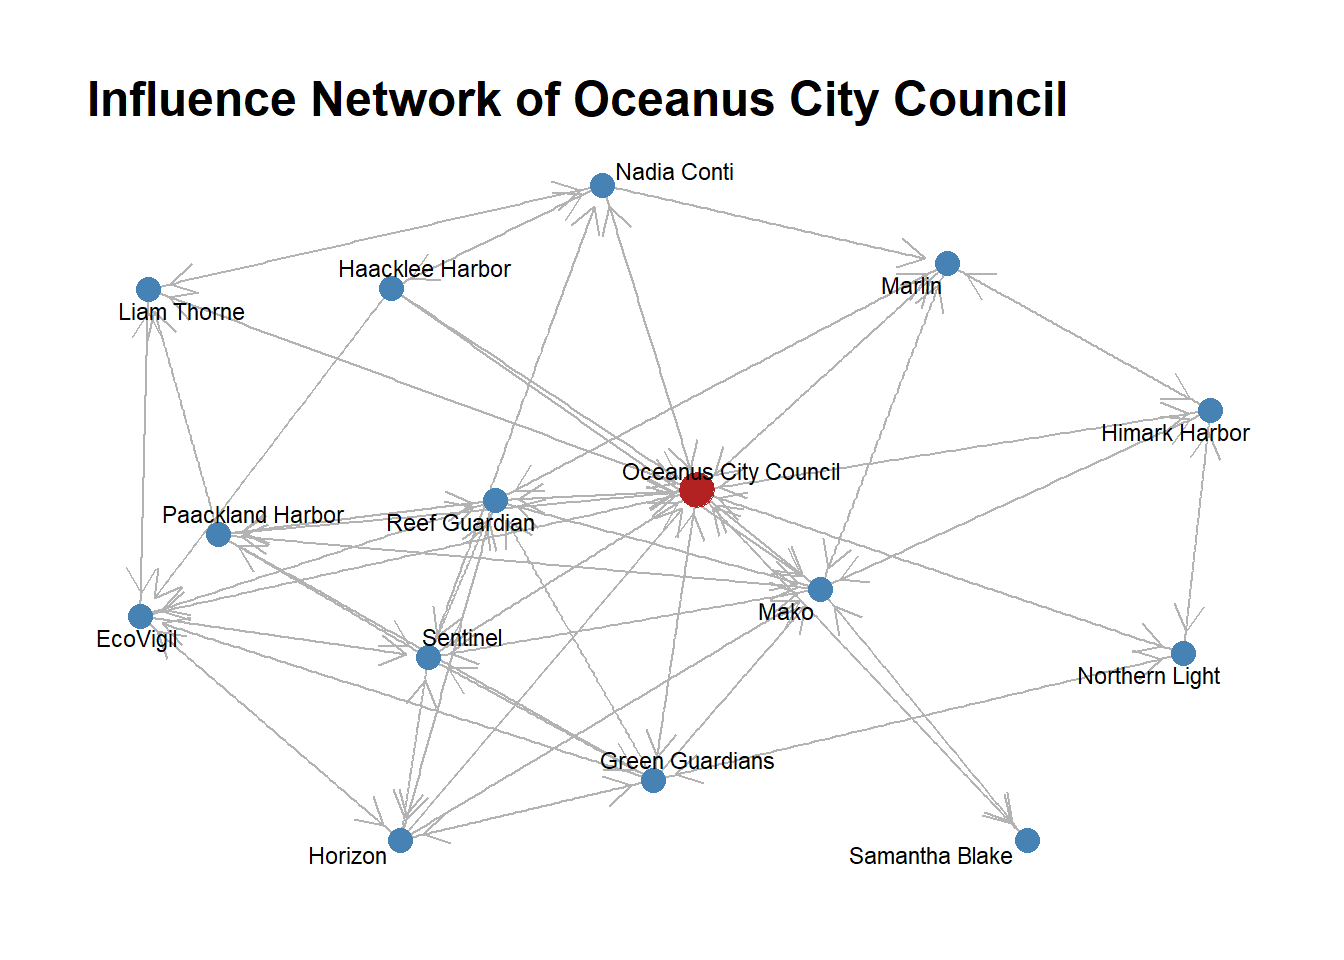 Influence Network of Oceanus City Council
Nadia Conti
Haacklee Harbor
Marlin
Liam Thorne
Himark Harbor
Oceanus City Council
Paackland Harbor
Reef Guardian
Mako
EcoVigil
Sentinel
Northern Light
Green Guardians
Horizon
Samantha Blake